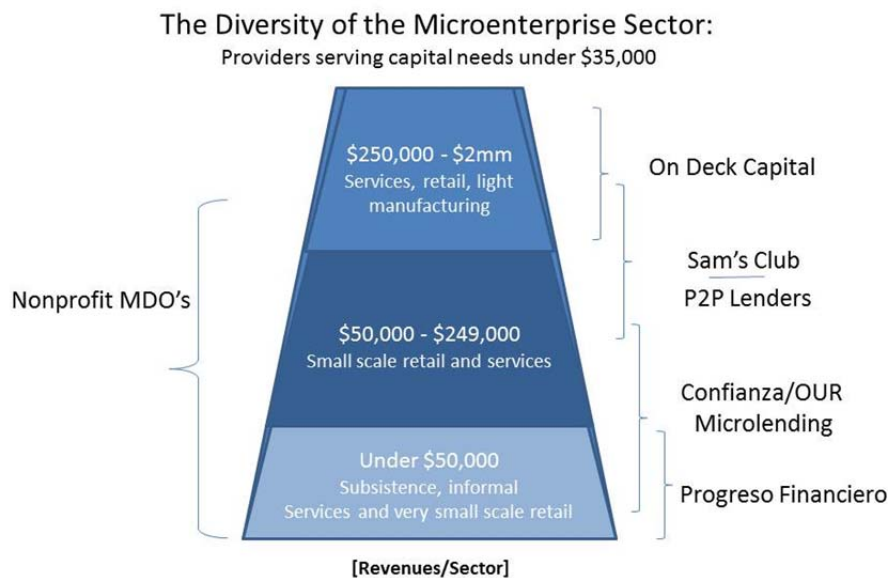 The Diversity of the Microenterprise Sector:
Providers serving capital needs under $35,000
$250,000 - $2mm
Services, retail, light
manufacturing
On Deck Capital
Sam's Club
P2P Lenders
Nonprofit MDO's
$50,000 - $249,000
Small scale retail and services
Confianza/OUR
Microlending
Under $50,000
Subsistence, informal
Services and very small scale retail
Progreso Financiero
[Revenues/Sector]